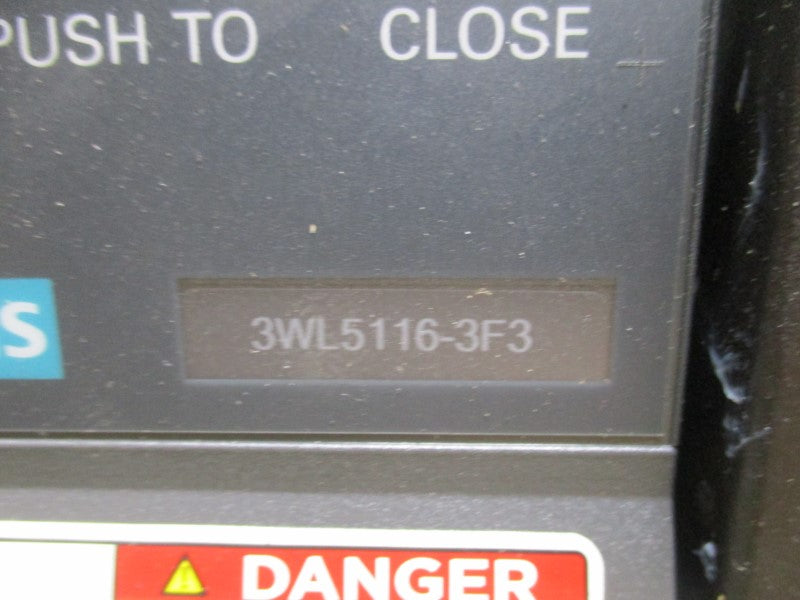 PUSH TO CLOSE
S
3WL5116-3F3
DANGER